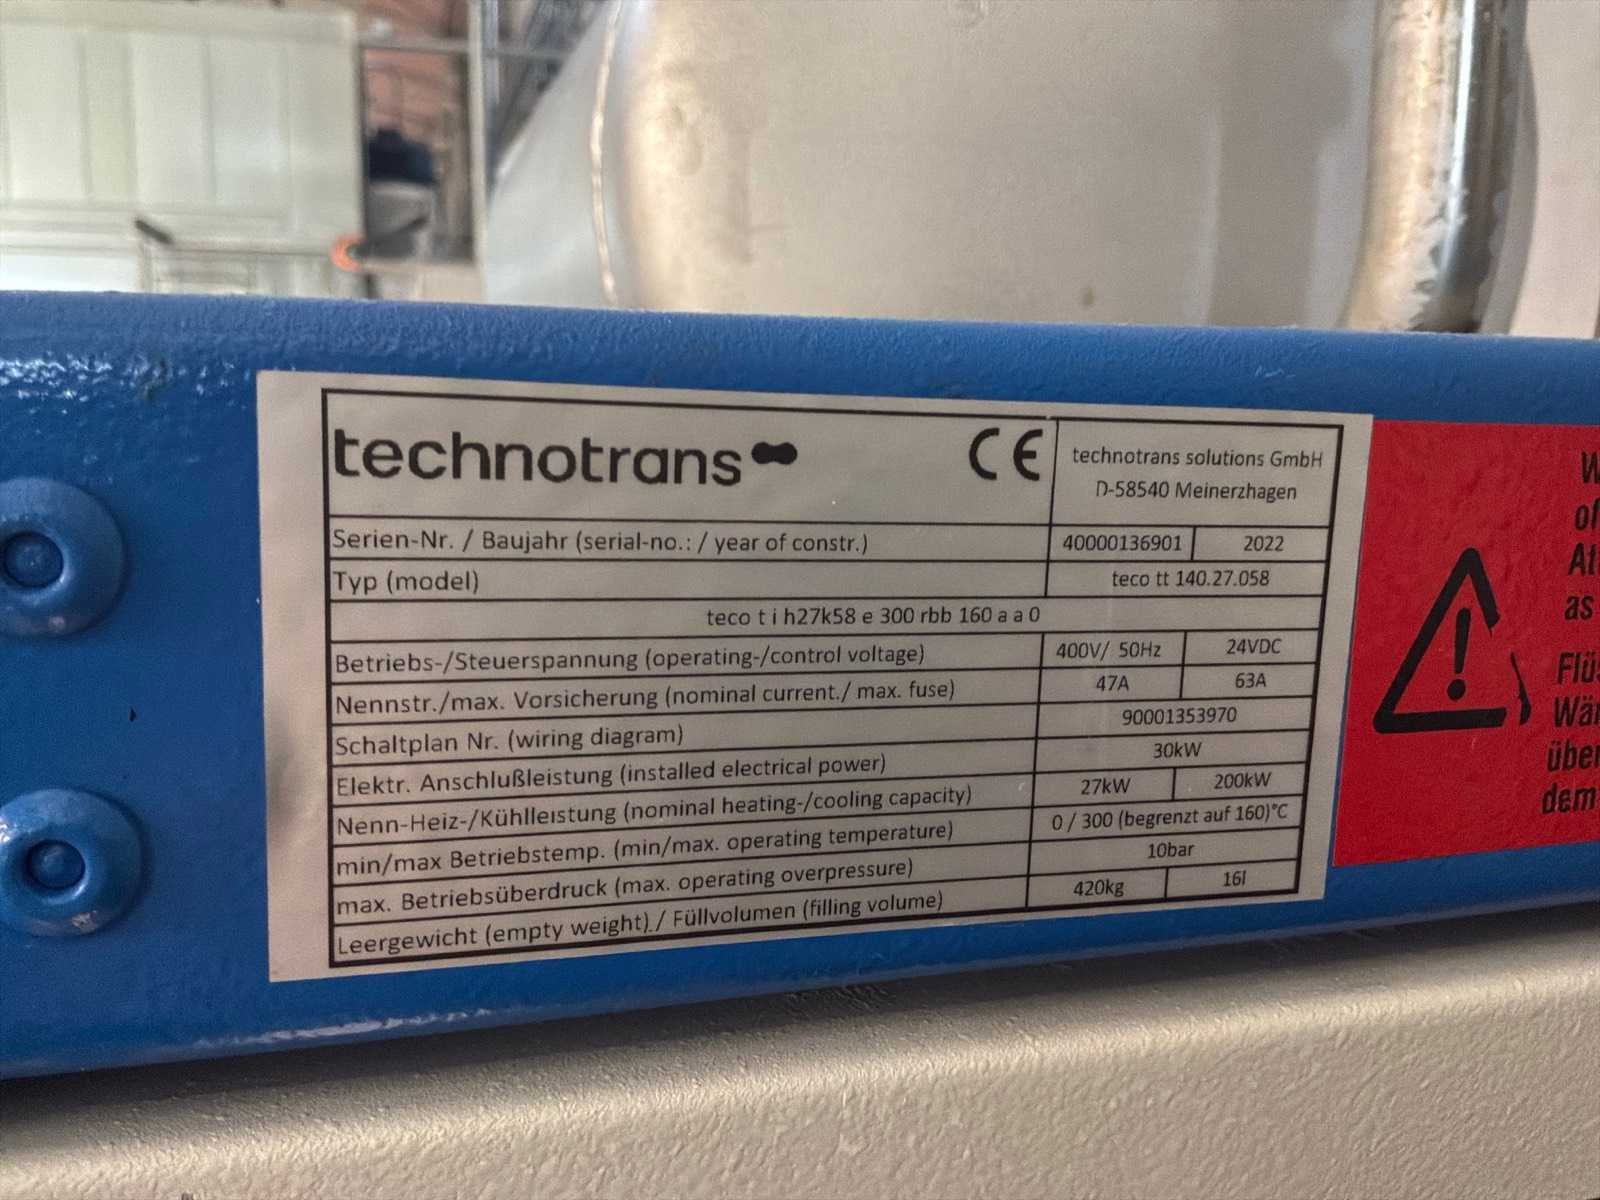 technotrans CE technotrans solutions GmbH
D-58540 Meinerzhagen
Serien-Nr. / Baujahr (serial-no.: / year of constr.) 40000136901 2022
Typ (model) teco tt 140.27.058
teco t i h27k58 e 300 rbb 160 a a 0
Betriebs-/Steuerspannung (operating-/control voltage) 400V/ 50Hz 24VDC
Nennstr./max. Vorsicherung (nominal current./ max. fuse) 47A 63A
Schaltplan Nr. (wiring diagram) 90001353970
Elektr. Anschlußleistung (installed electrical power) 30kW
Nenn-Heiz-/Kühlleistung (nominal heating-/cooling capacity) 27kW 200kW
min/max Betriebstemp. (min/max. operating temperature) 0 / 300 (begrenzt auf 160)°C
max. Betriebsüberdruck (max. operating overpressure) 10bar
Leergewicht (empty weight) / Füllvolumen (filling volume) 420kg 16l
as
dem